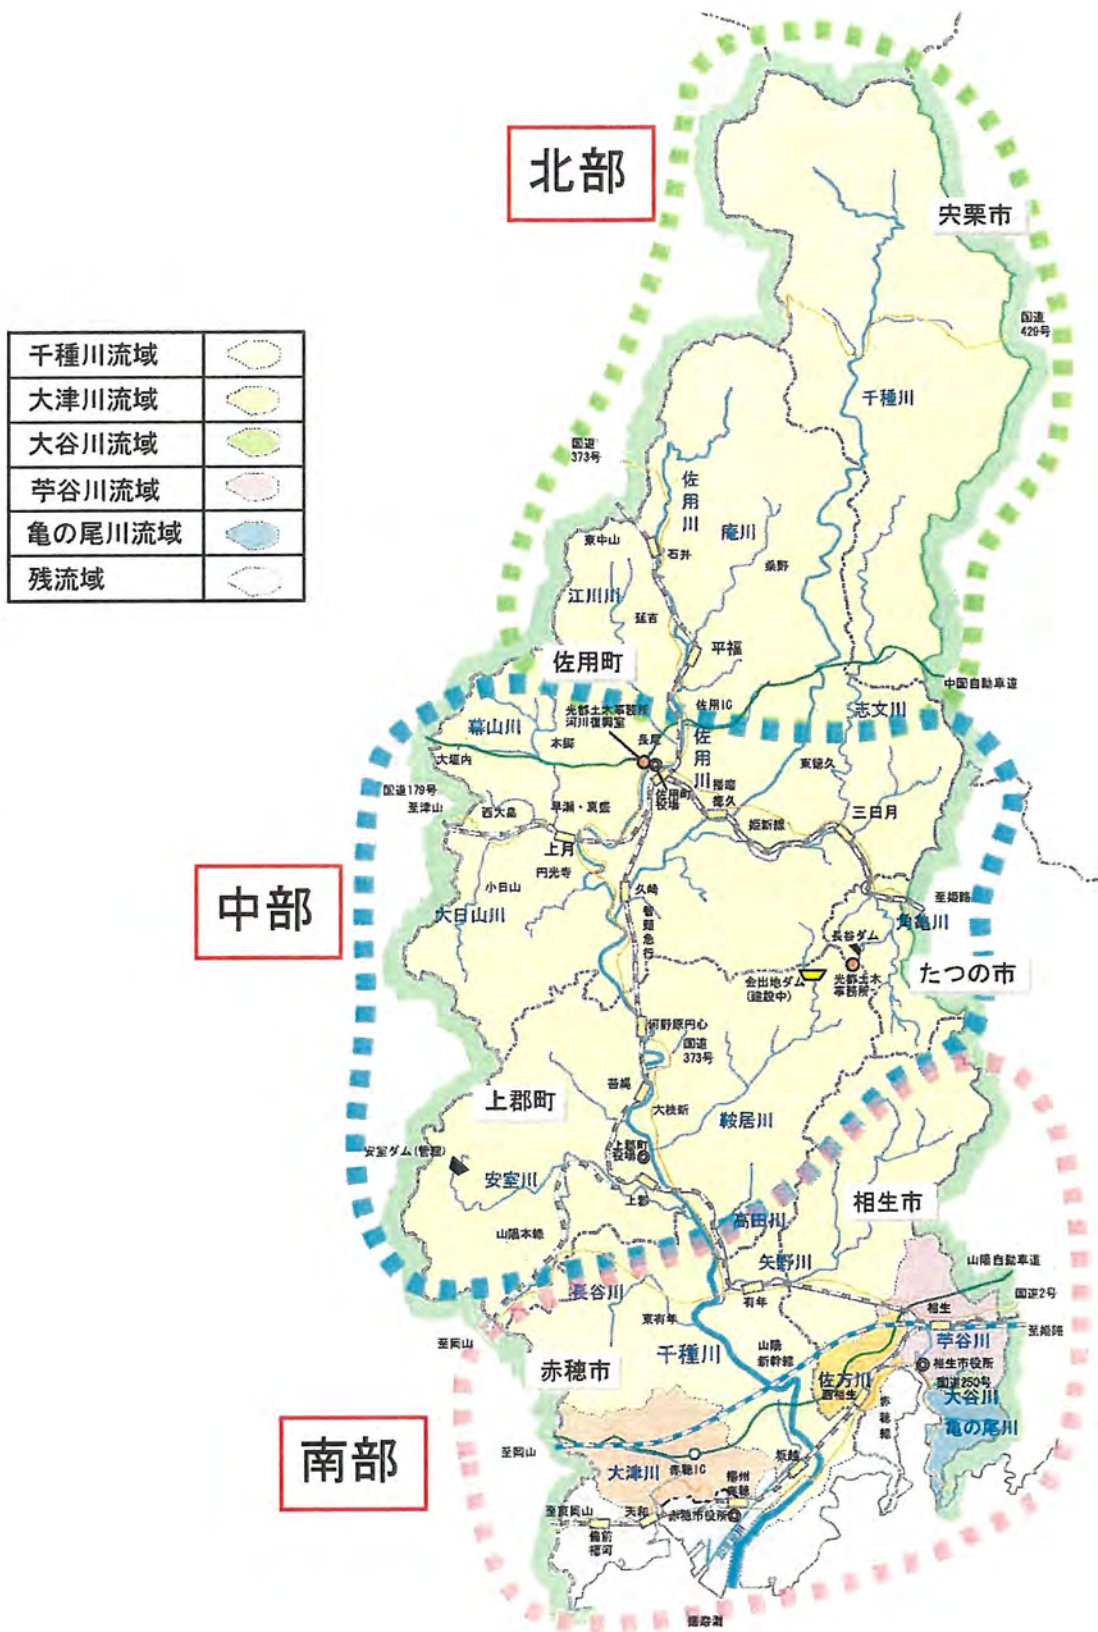 北部
宍栗市
国道
429号
千種川流域
大津川流域
大谷川流域
苧谷川流域
亀の尾川流域
残流域
千種川
国道
373号
佐用川
庵川
東中山
石井
桑野
江川川
延吉
平福
佐用町
中国自動車道
佐用IC
志文川
光都土木事務所
河川復興室
幕山川
本郷
長尾
佐用川
大垣内
東徳久
国道179号
至津山
佐用町
役場
播磨
徳久
西大畠
早瀬・真盛
姫新線
三日月
上月
円光寺
中部
小日山
久崎
至姫路
大日山川
智頭急行
角亀川
長谷ダム
たつの市
金出地ダム
(建設中)
光都土木
事務所
河野原円心
国道
373号
苔縄
上郡町
大枝新
鞍居川
上郡町
役場
安室ダム(管理)
安室川
上郡
相生市
高田川
山陽本線
矢野川
山陽自動車道
長谷川
有年
国道2号
東有年
相生
至岡山
千種川
山陽
新幹線
苧谷川
至姫路
赤穂市
佐方川
相生市役所
西相生
国道250号
大谷川
赤穂線
亀の尾川
南部
至岡山
大津川
赤穂IC
坂越
播州
赤穂
至東岡山
天和
赤穂市役所
備前
福河
播磨灘